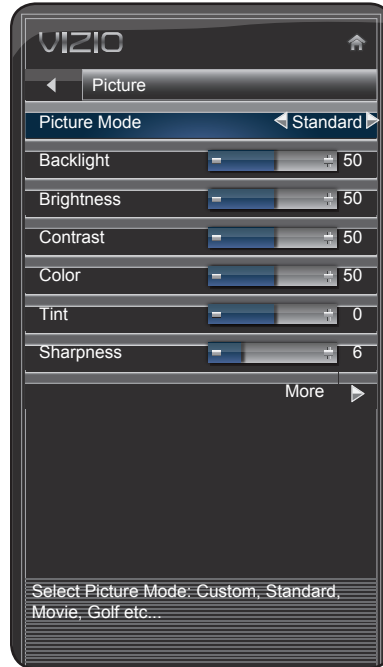 VIZIO
Picture
Picture Mode Standard
Backlight 50
Brightness 50
Contrast 50
Color 50
Tint 0
Sharpness 6
More
Select Picture Mode: Custom, Standard,
Movie, Golf etc...